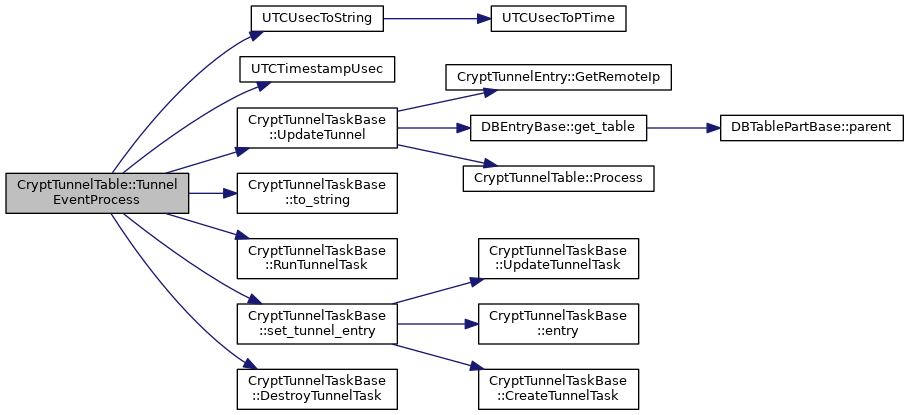 UTCUsecToString
UTCUsecToPTime
UTCTimestampUsec
CryptTunnelEntry::GetRemoteIp
CryptTunnelTaskBase
::UpdateTunnel
DBEntryBase::get_table
DBTablePartBase::parent
CryptTunnelTable::Process
CryptTunnelTable::Tunnel
EventProcess
CryptTunnelTaskBase
::to_string
CryptTunnelTaskBase
::RunTunnelTask
CryptTunnelTaskBase
::UpdateTunnelTask
CryptTunnelTaskBase
::set_tunnel_entry
CryptTunnelTaskBase
::entry
CryptTunnelTaskBase
::DestroyTunnelTask
CryptTunnelTaskBase
::CreateTunnelTask